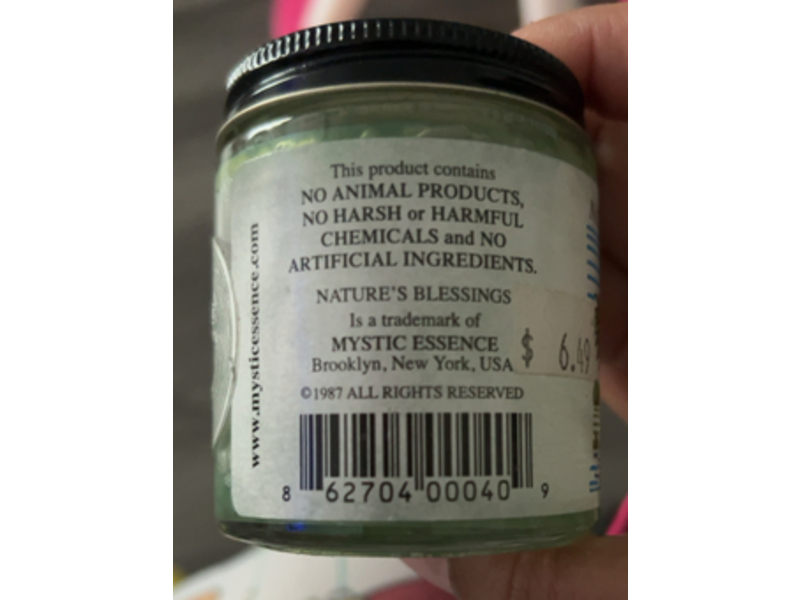 This product contains
NO ANIMAL PRODUCTS,
NO HARSH or HARMFUL
CHEMICALS and NO
ARTIFICIAL INGREDIENTS.
NATURE'S BLESSINGS
Is a trademark of
MYSTIC ESSENCE
Brooklyn, New York, USA
©1987 ALL RIGHTS RESERVED
8 62704 00040 9
www.mysticessence.com
$ 6.49